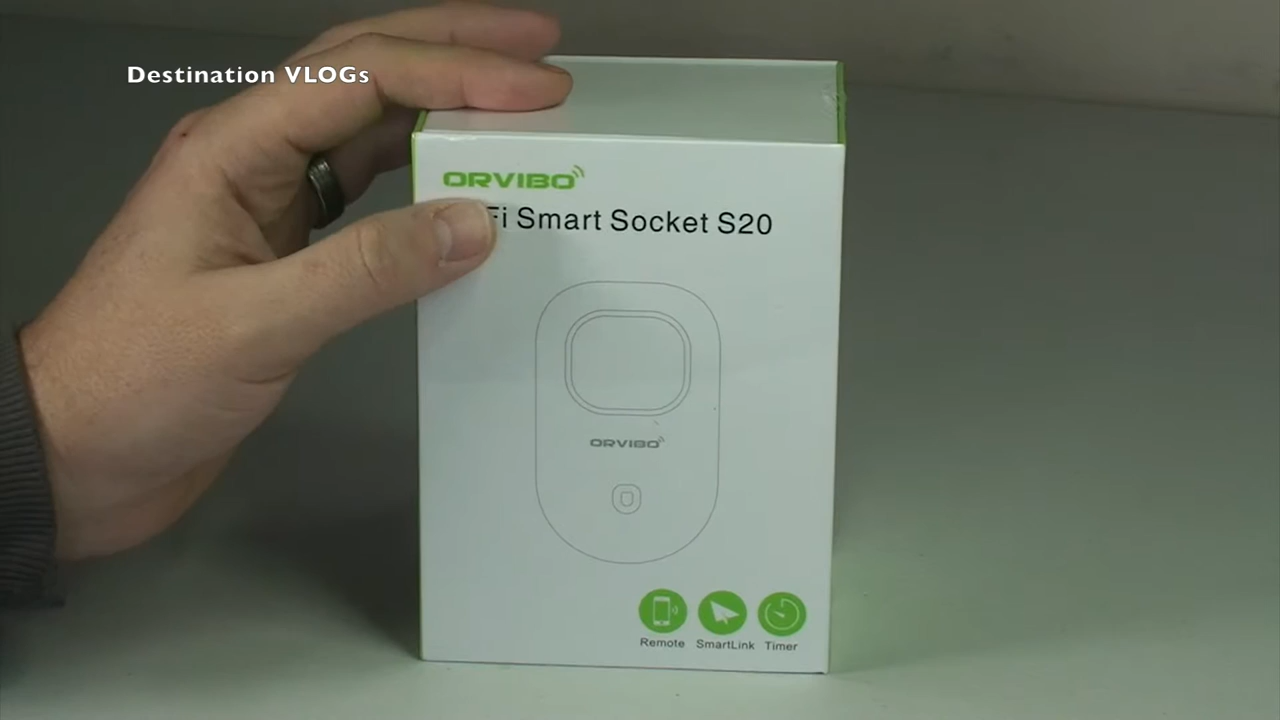 Destination VLOGs
ORVIBO
Fi Smart Socket S20
ORVIBO
Remote SmartLink Timer